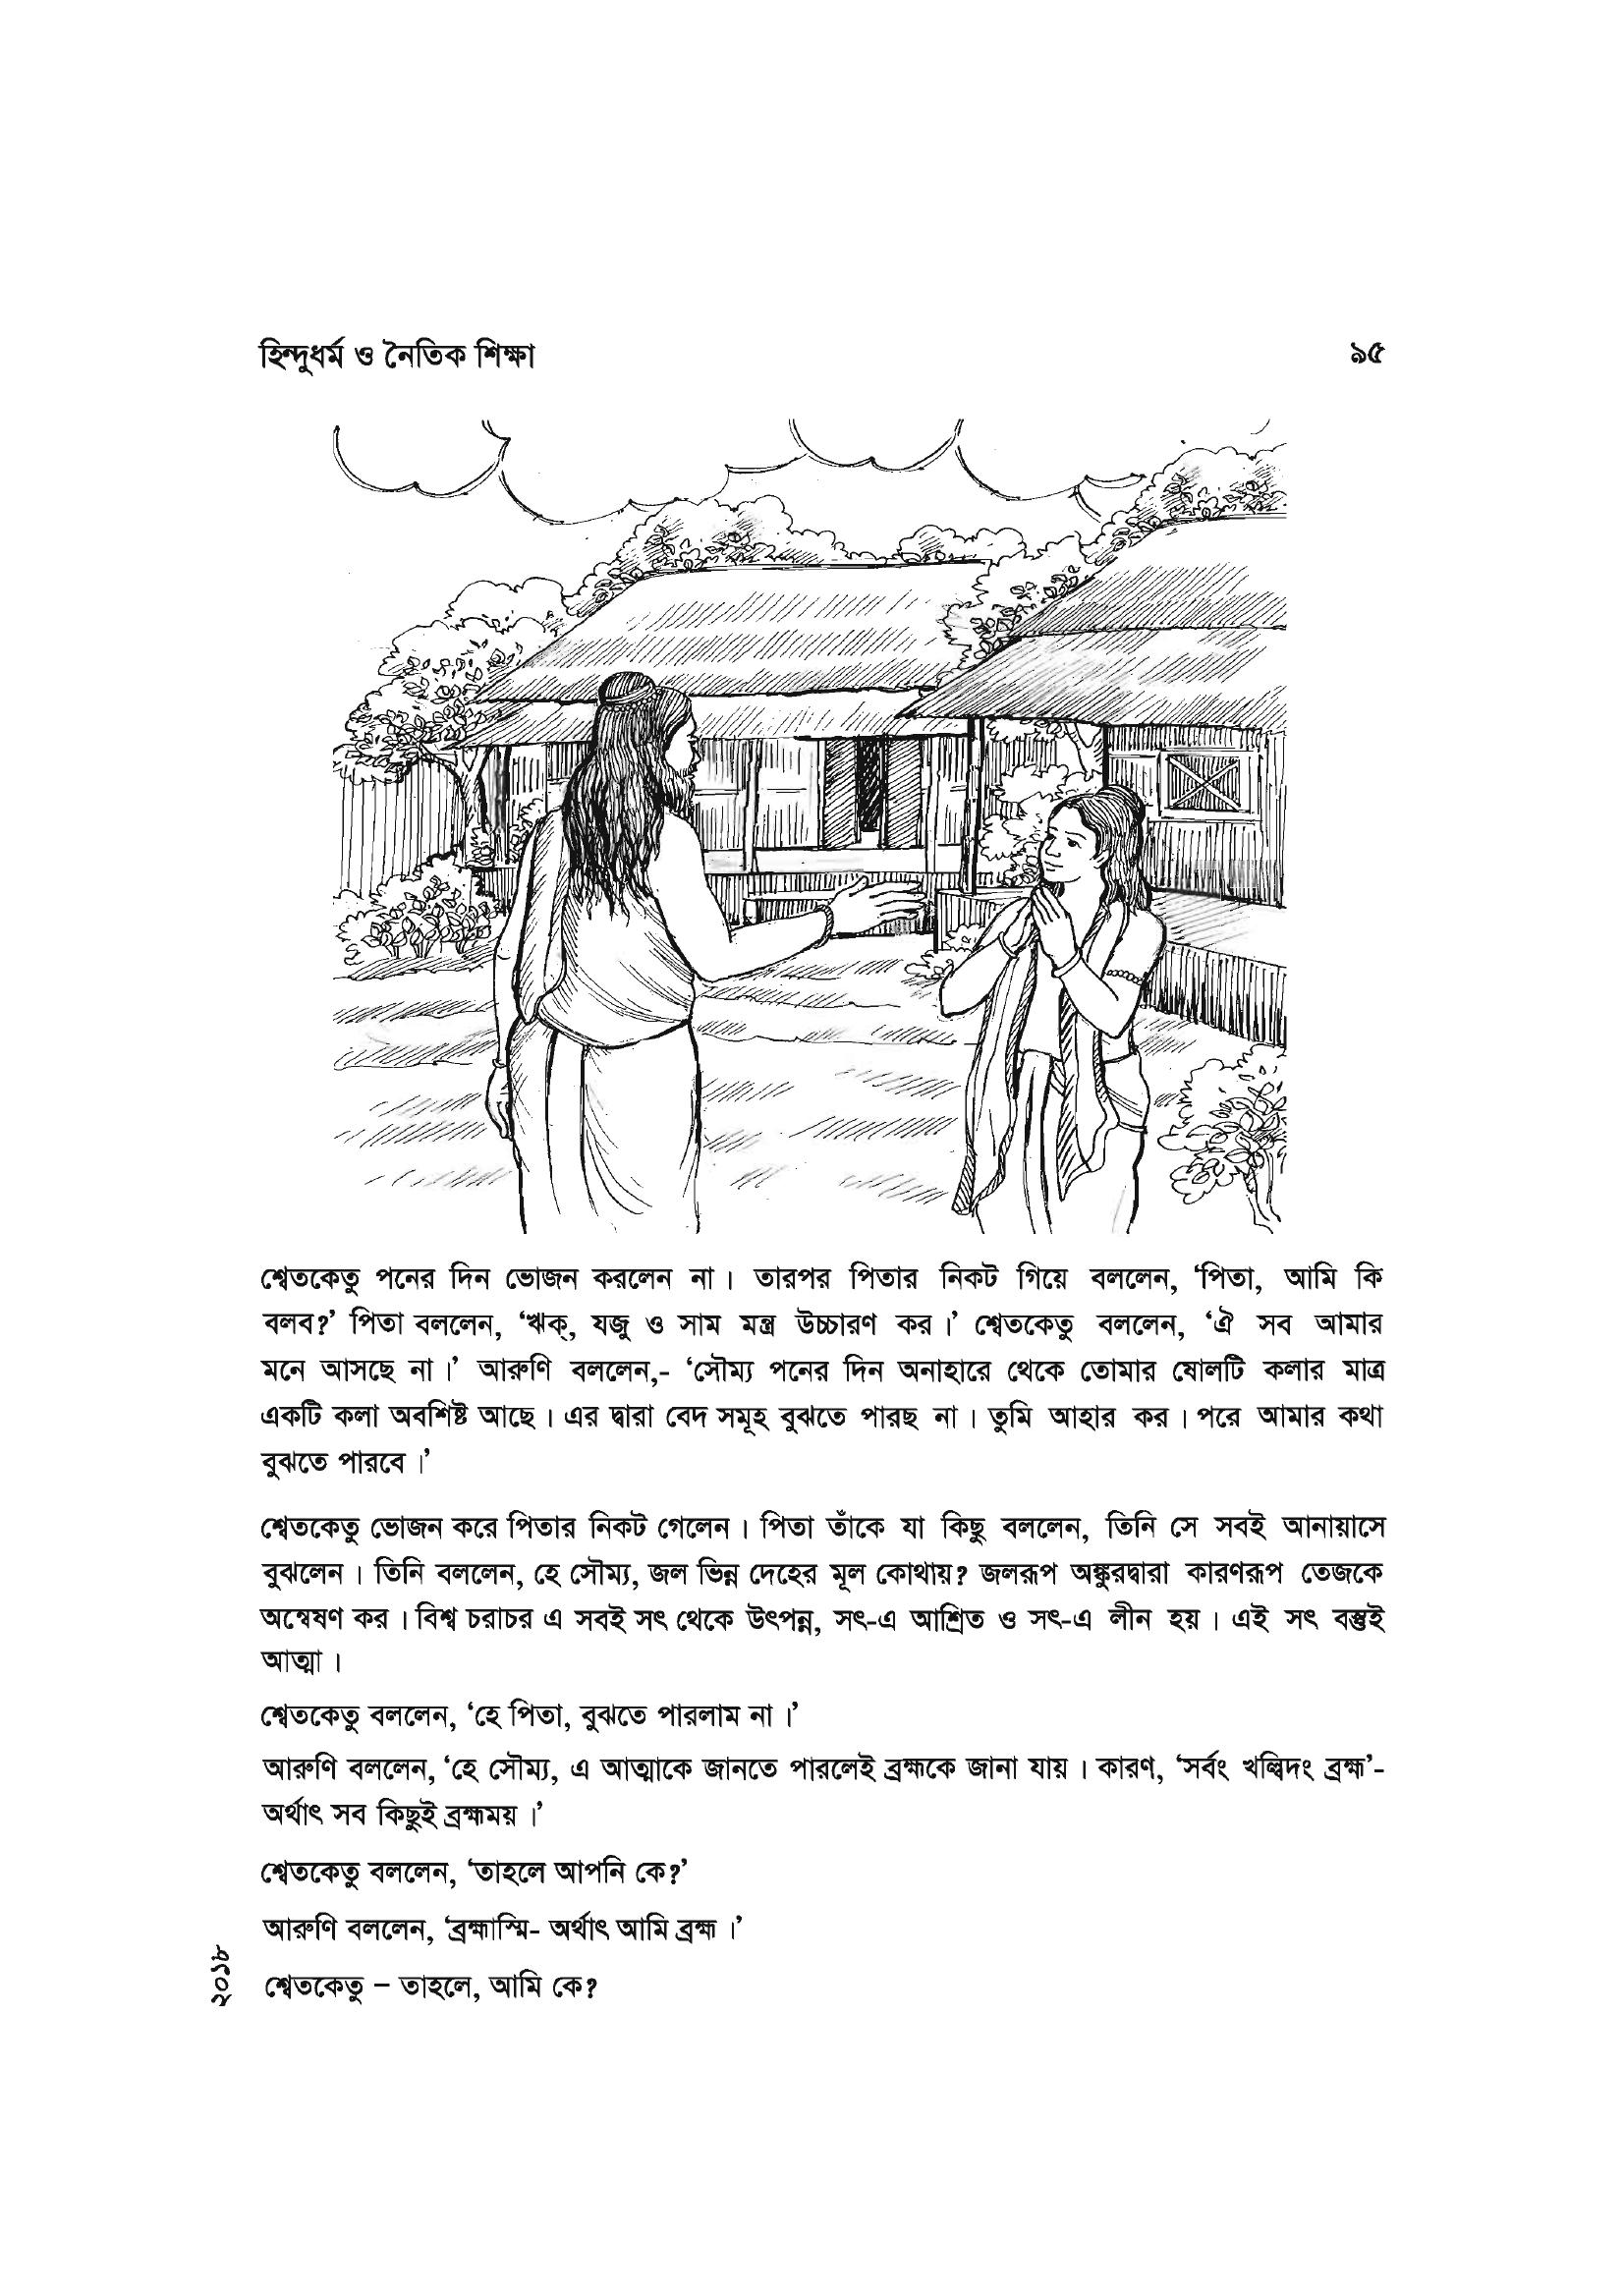 হিন্দুধর্ম ও নৈতিক শিক্ষা ৯৫
শ্বেতকেতু পনের দিন ভোজন করলেন না। তারপর পিতার নিকট গিয়ে বললেন, ‘পিতা, আমি কি
বলব?’ পিতা বললেন, ‘ঋক্, যজু ও সাম মন্ত্র উচ্চারণ কর।’ শ্বেতকেতু বললেন, ‘ঐ সব আমার
মনে আসছে না।’ আরুণি বললেন,- ‘সৌম্য পনের দিন অনাহারে থেকে তোমার ষোলটি কলার মাত্র
একটি কলা অবশিষ্ট আছে। এর দ্বারা বেদ সমূহ বুঝতে পারছ না। তুমি আহার কর। পরে আমার কথা
বুঝতে পারবে।’
শ্বেতকেতু ভোজন করে পিতার নিকট গেলেন। পিতা তাঁকে যা কিছু বললেন, তিনি সে সবই আনায়াসে
বুঝলেন। তিনি বললেন, হে সৌম্য, জল ভিন্ন দেহের মূল কোথায়? জলরূপ অঙ্কুরদ্বারা কারণরূপ তেজকে
অন্বেষণ কর। বিশ্ব চরাচর এ সবই সৎ থেকে উৎপন্ন, সৎ-এ আশ্রিত ও সৎ-এ লীন হয়। এই সৎ বস্তুই
আত্মা।
শ্বেতকেতু বললেন, ‘হে পিতা, বুঝতে পারলাম না।’
আরুণি বললেন, ‘হে সৌম্য, এ আত্মাকে জানতে পারলেই ব্রহ্মকে জানা যায়। কারণ, ‘সর্বং খল্বিদং ব্রহ্ম’-
অর্থাৎ সব কিছুই ব্রহ্মময়।’
শ্বেতকেতু বললেন, ‘তাহলে আপনি কে?’
আরুণি বললেন, ‘ব্রহ্মাস্মি- অর্থাৎ আমি ব্রহ্ম।’
শ্বেতকেতু – তাহলে, আমি কে?
২০১৮